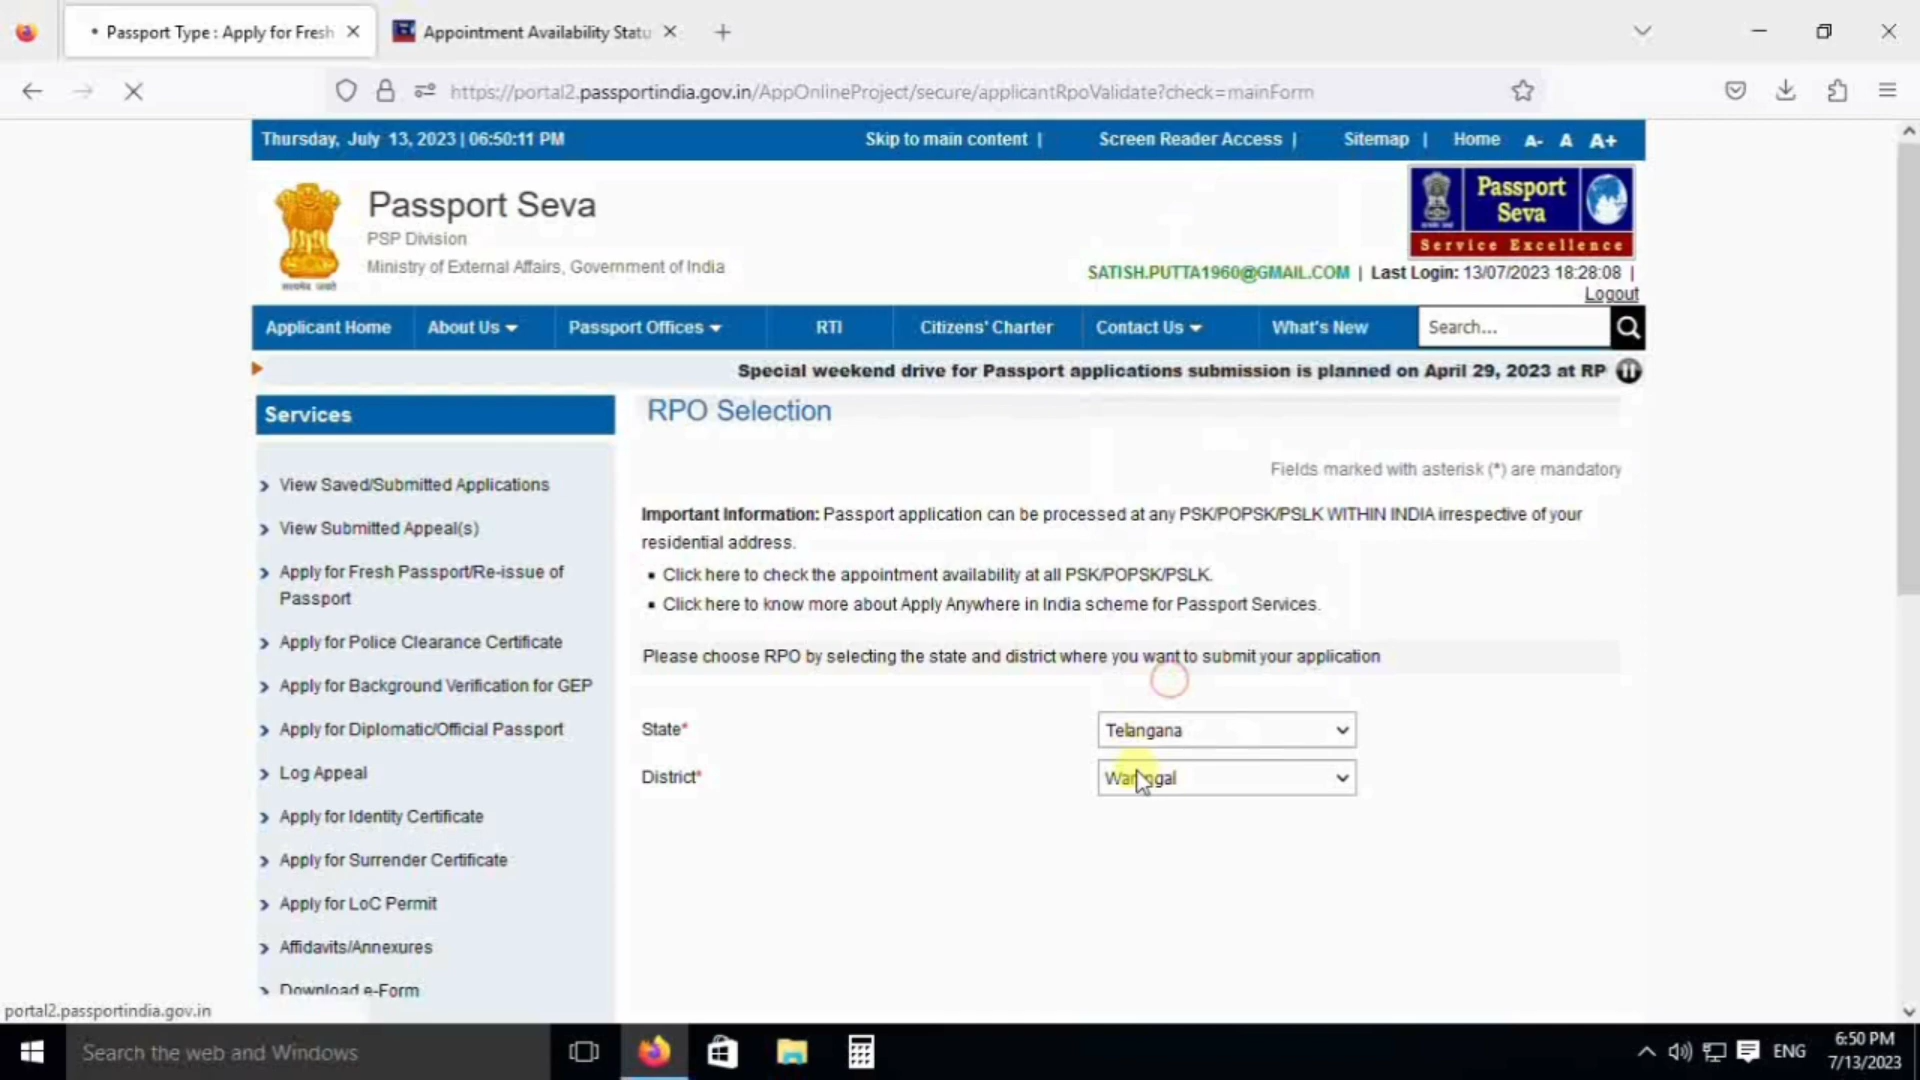 Passport Type : Apply for Fresh
Appointment Availability Statu
https://portal2.passportindia.gov.in/AppOnlineProject/secure/applicantRpoValidate?check=mainForm
Thursday, July 13, 2023 | 06:50:11 PM
Skip to main content |
Screen Reader Access |
Sitemap |
Home
A- A A+
Passport Seva
PSP Division
Ministry of External Affairs, Government of India
सत्यमेव जयते
Passport
Seva
Service Excellence
SATISH.PUTTA1960@GMAIL.COM | Last Login: 13/07/2023 18:28:08 |
Logout
Applicant Home
About Us
Passport Offices
RTI
Citizens' Charter
Contact Us
What's New
Search...
Special weekend drive for Passport applications submission is planned on April 29, 2023 at RP
Services
View Saved/Submitted Applications
View Submitted Appeal(s)
Apply for Fresh Passport/Re-issue of
Passport
Apply for Police Clearance Certificate
Apply for Background Verification for GEP
Apply for Diplomatic/Official Passport
Log Appeal
Apply for Identity Certificate
Apply for Surrender Certificate
Apply for LoC Permit
Affidavits/Annexures
Download e-Form
RPO Selection
Fields marked with asterisk (*) are mandatory
Important Information: Passport application can be processed at any PSK/POPSK/PSLK WITHIN INDIA irrespective of your
residential address.
Click here to check the appointment availability at all PSK/POPSK/PSLK.
Click here to know more about Apply Anywhere in India scheme for Passport Services.
Please choose RPO by selecting the state and district where you want to submit your application
State*
Telangana
District*
Warangal
portal2.passportindia.gov.in
Search the web and Windows
ENG
6:50 PM
7/13/2023